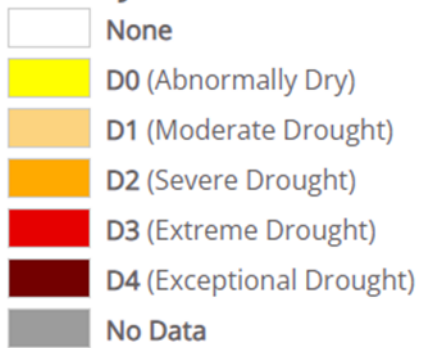 None
D0 (Abnormally Dry)
D1 (Moderate Drought)
D2 (Severe Drought)
D3 (Extreme Drought)
D4 (Exceptional Drought)
No Data